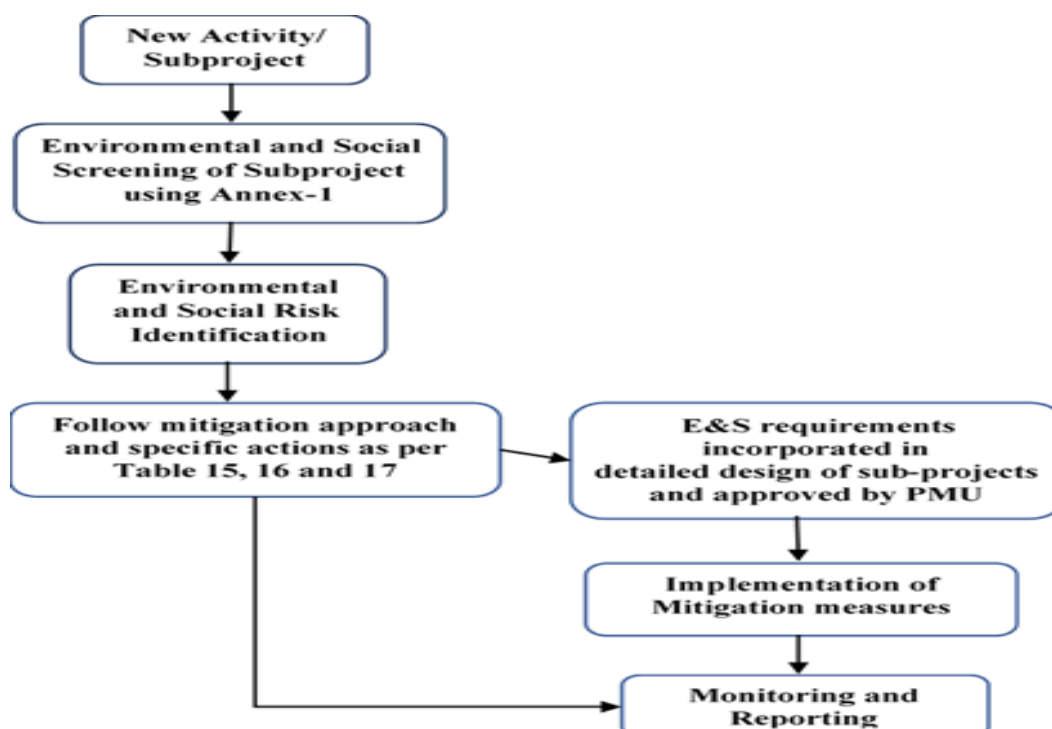 New Activity/
Subproject
Environmental and Social
Screening of Subproject
using Annex-1
Environmental
and Social Risk
Identification
Follow mitigation approach
and specific actions as per
Table 15, 16 and 17
E&S requirements
incorporated in
detailed design of sub-projects
and approved by PMU
Implementation of
Mitigation measures
Monitoring and
Reporting